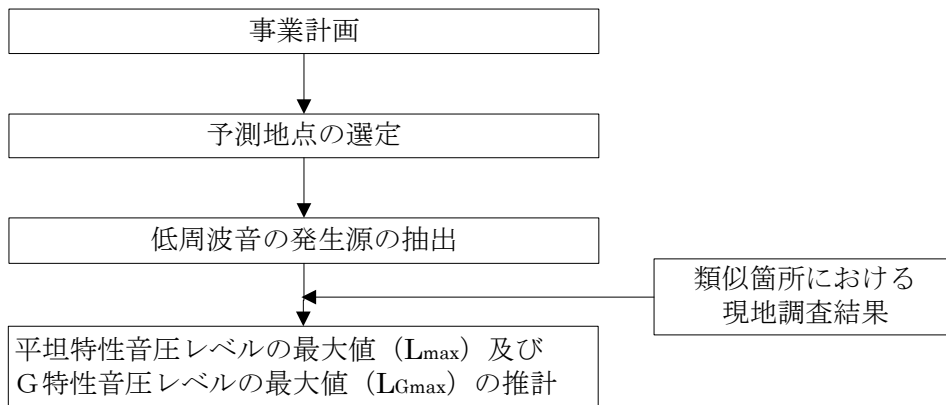 事業計画
予測地点の選定
低周波音の発生源の抽出
類似箇所における
現地調査結果
平坦特性音圧レベルの最大値（Lmax）及び
Ｇ特性音圧レベルの最大値（LGmax）の推計